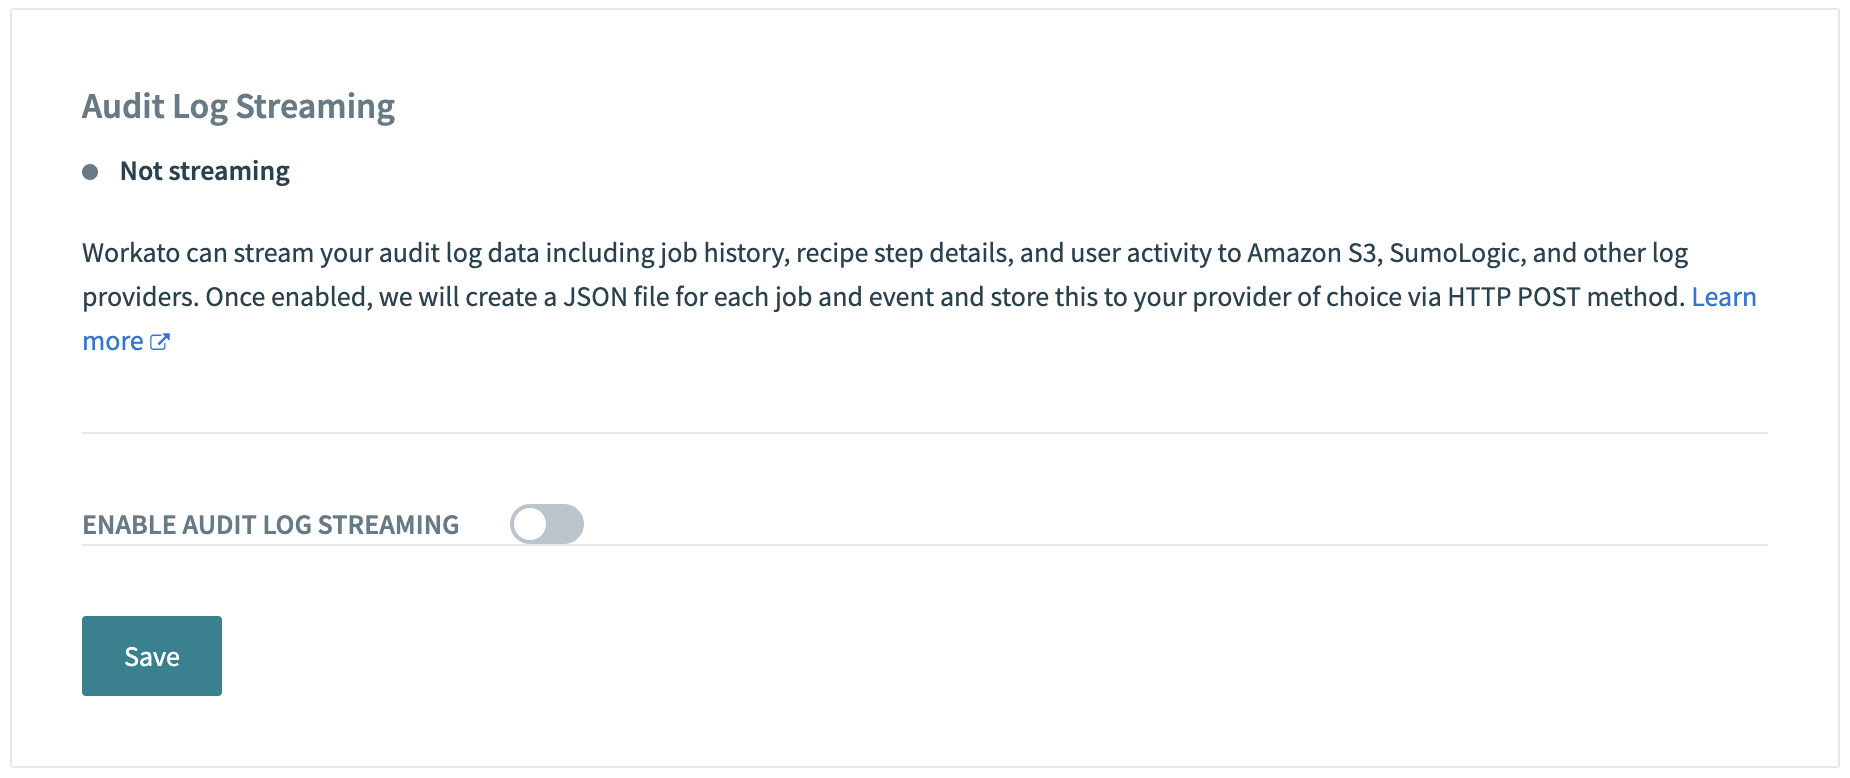 Audit Log Streaming
Not streaming
Workato can stream your audit log data including job history, recipe step details, and user activity to Amazon S3, SumoLogic, and other log
providers. Once enabled, we will create a JSON file for each job and event and store this to your provider of choice via HTTP POST method. Learn
more
ENABLE AUDIT LOG STREAMING
Save